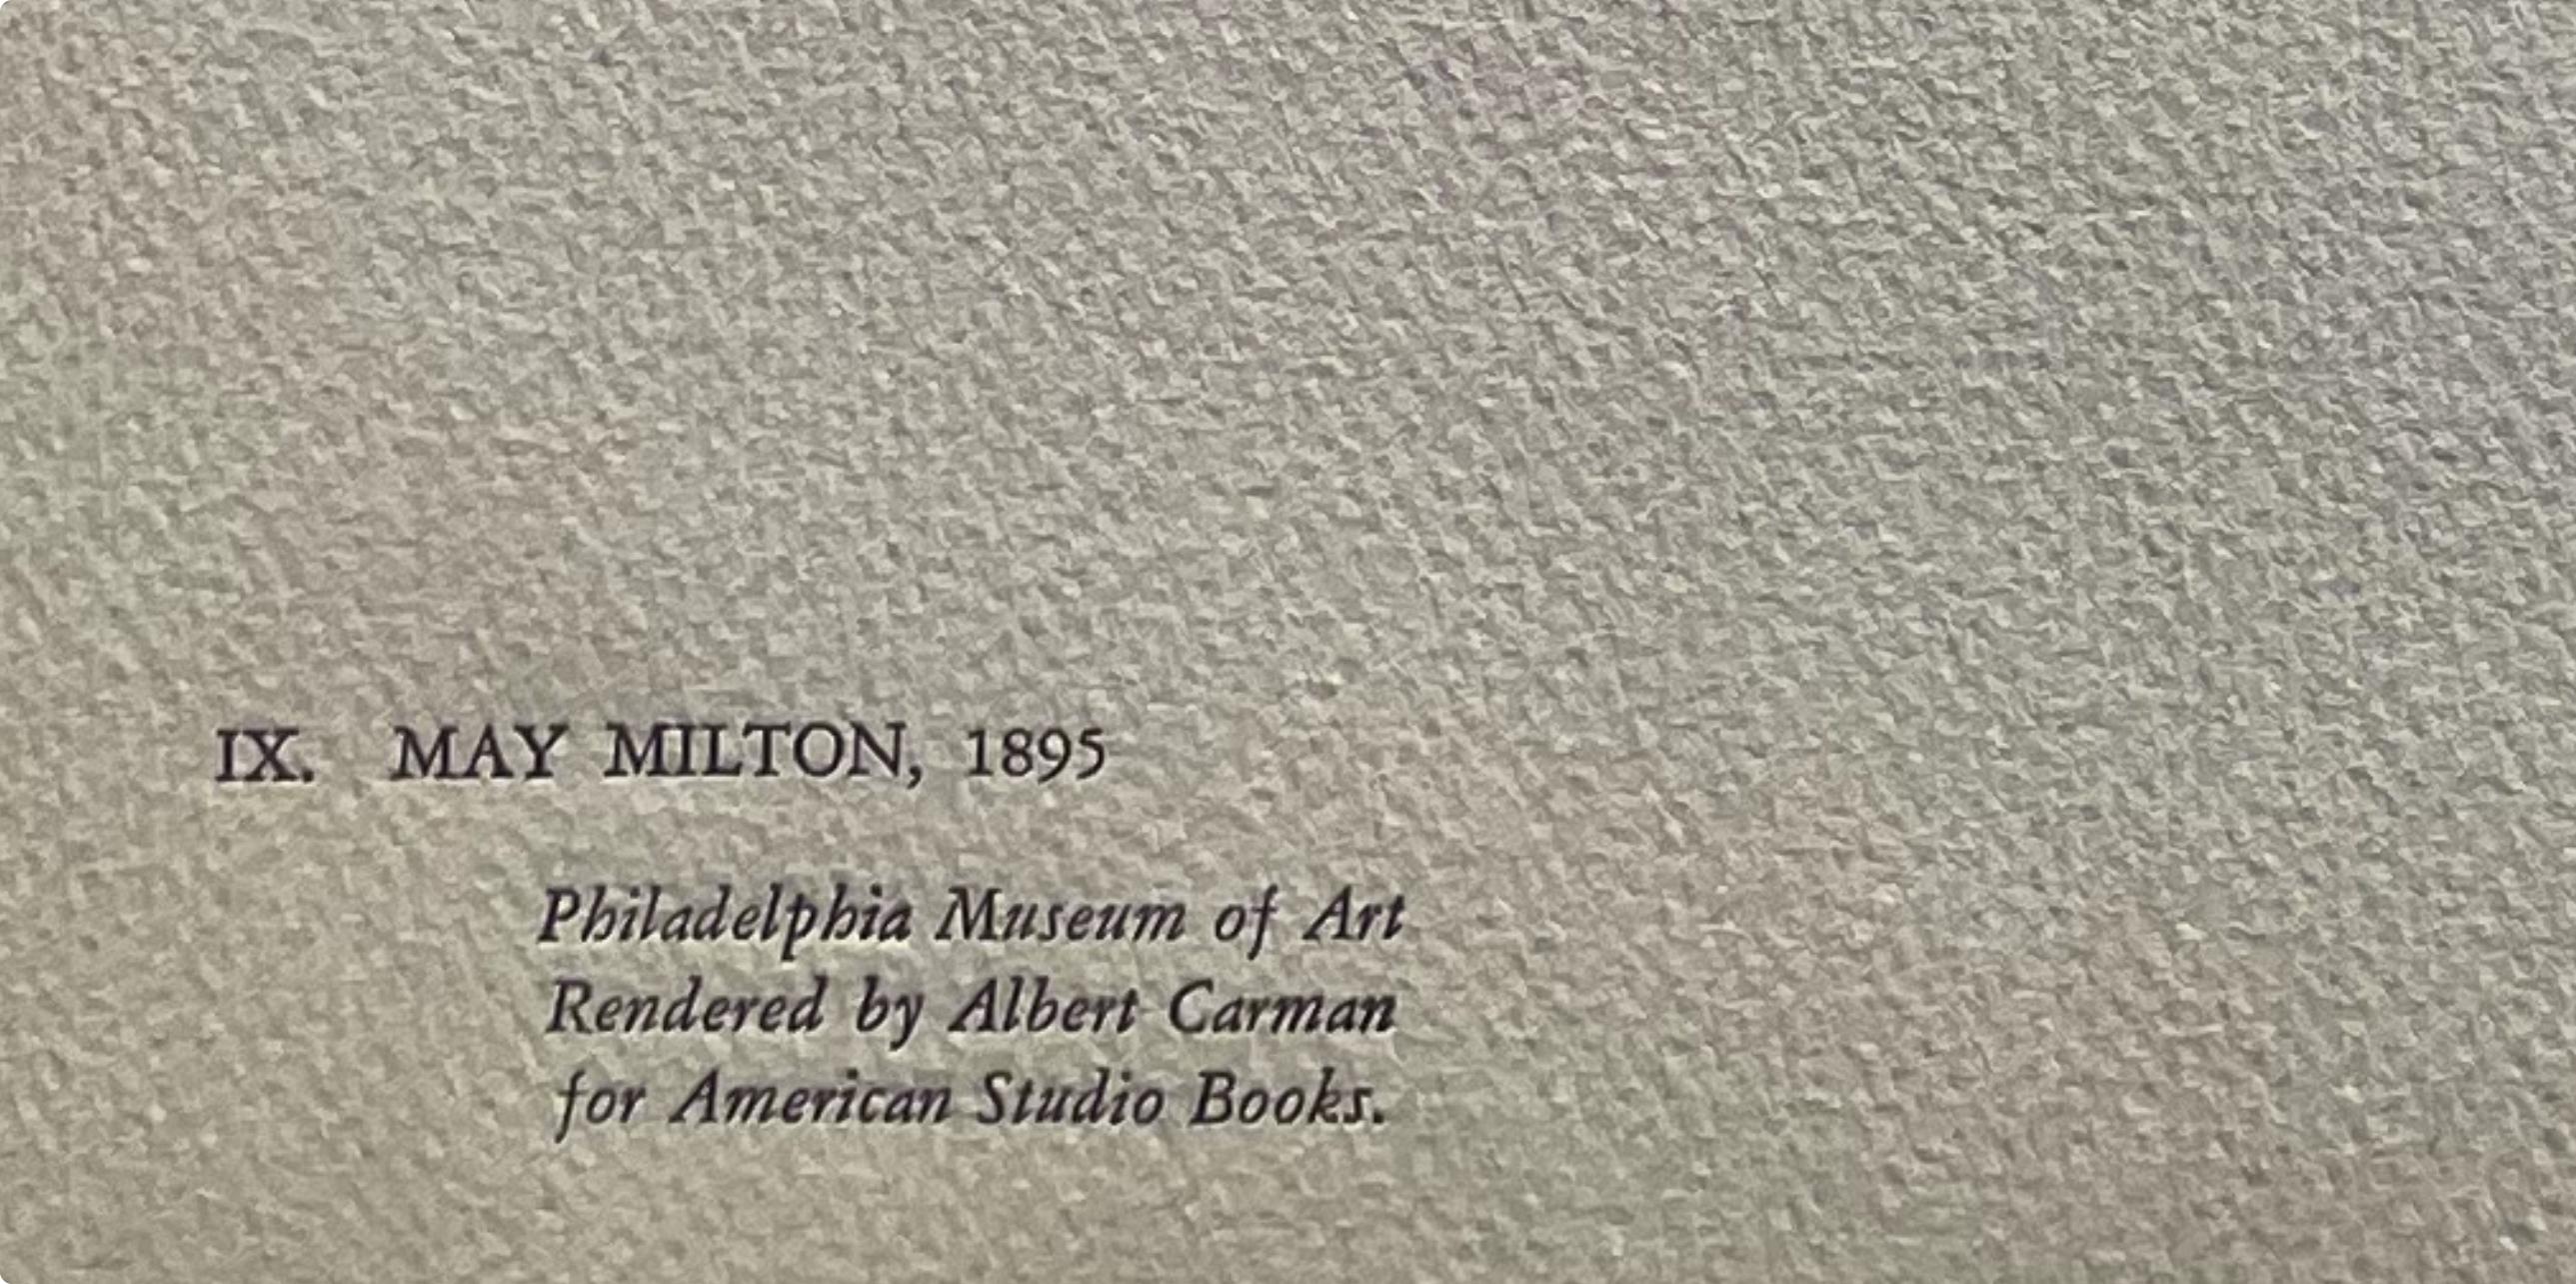 IX. MAY MILTON, 1895
Philadelphia Museum of Art
Rendered by Albert Carman
for American Studio Books.